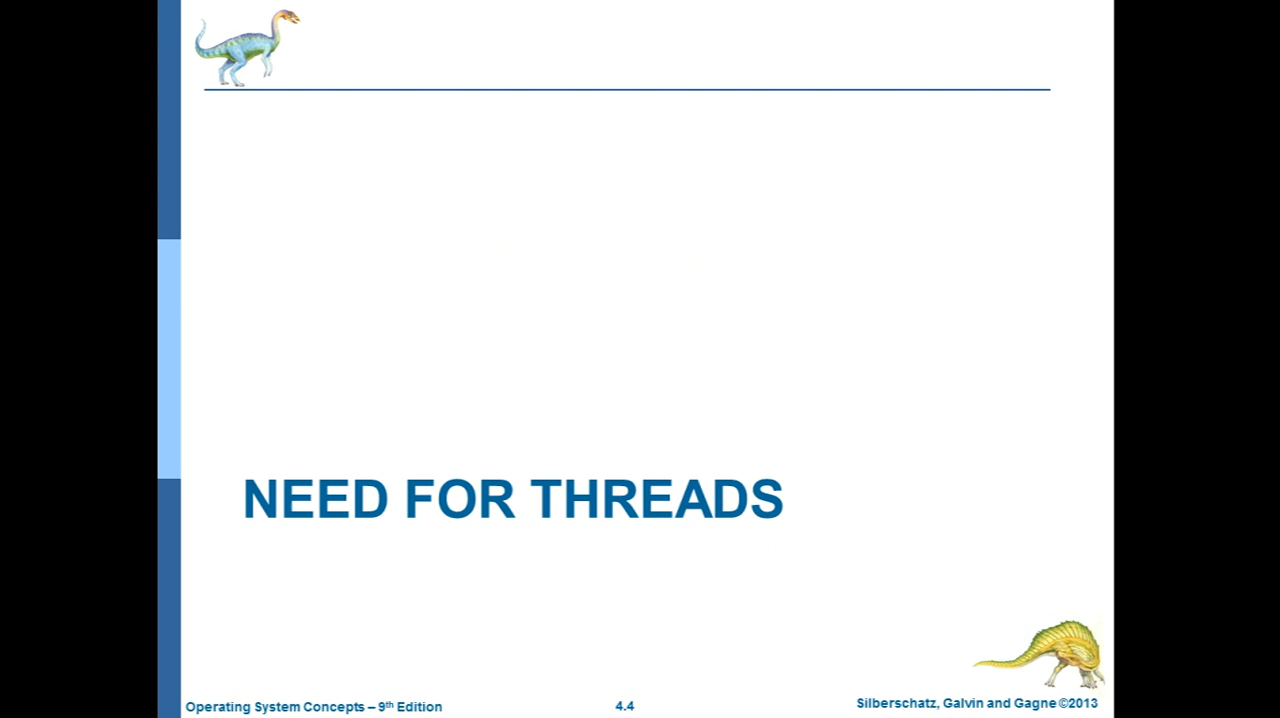 NEED FOR THREADS
Operating System Concepts – 9th Edition
4.4
Silberschatz, Galvin and Gagne ©2013